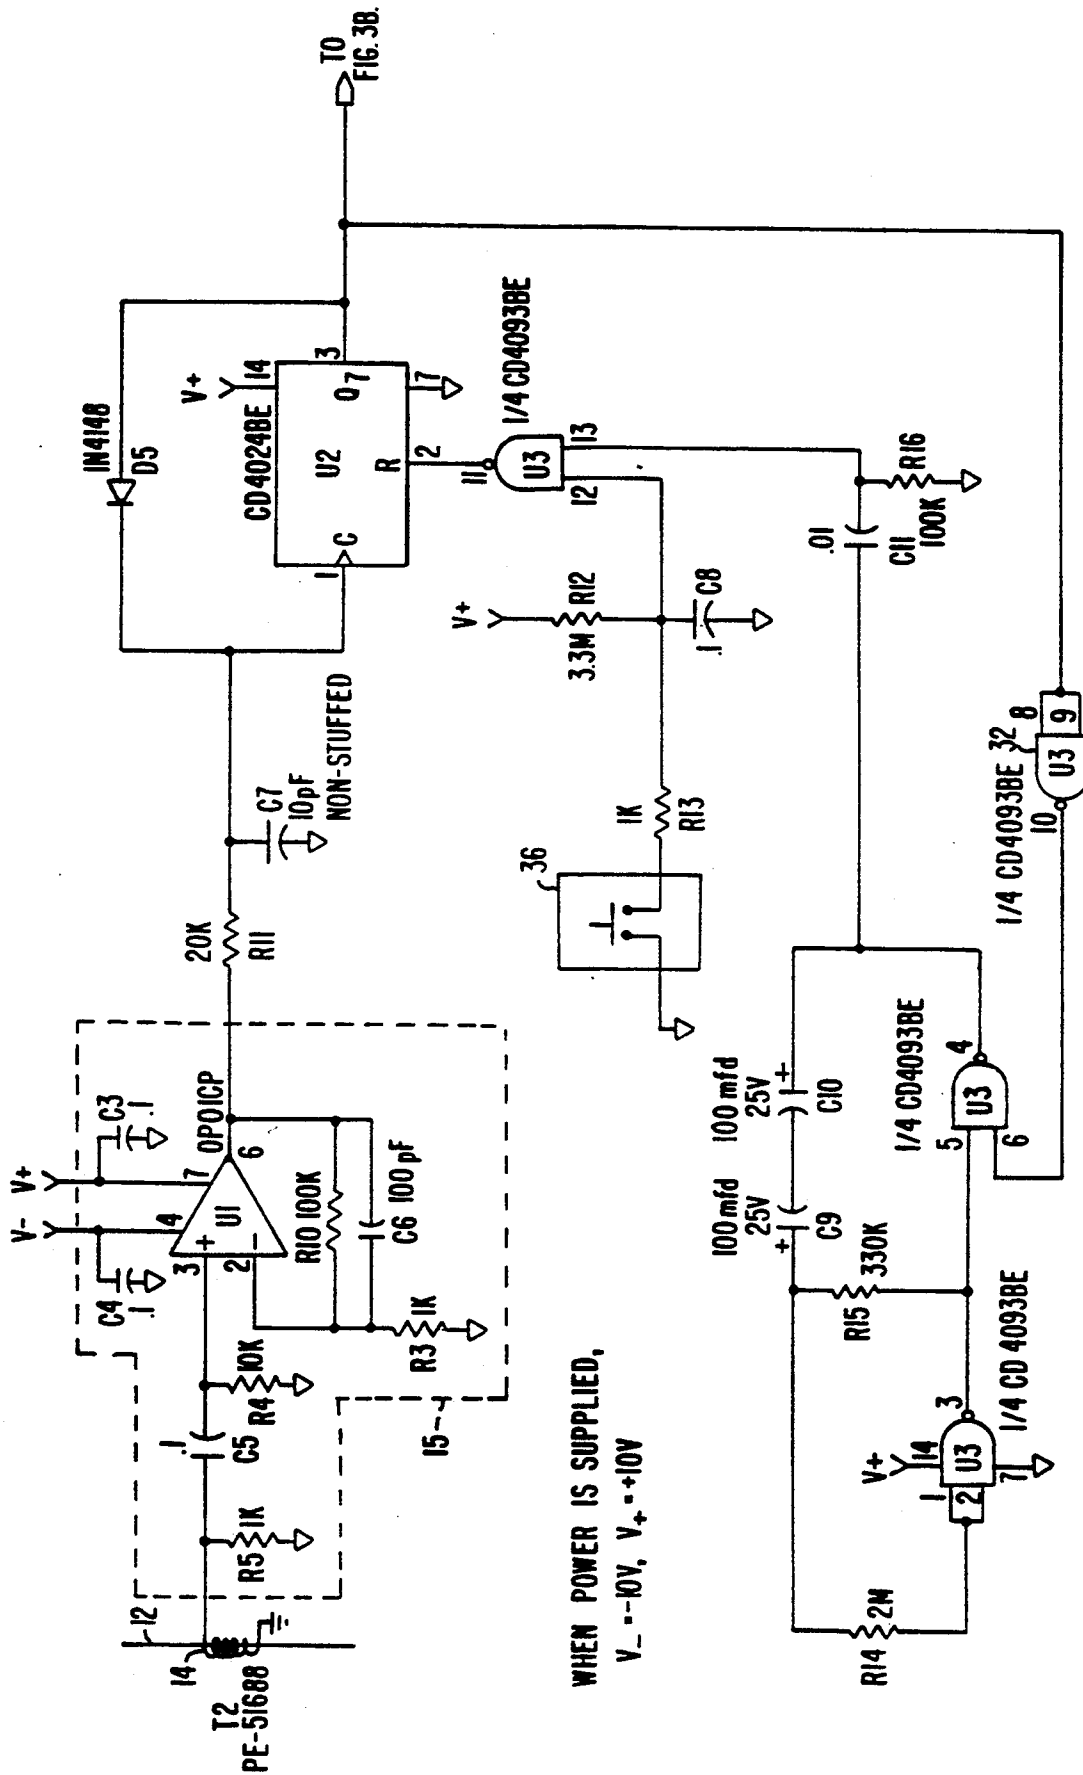 12
14
T2
PE-51688
R5
1K
.1
C5
R4
10K
V-
V+
C4
.1
C3
.1
3
4
7
2
+
-
U1
6
OP01CP
R10 100K
C6 100pF
R3
1K
15
20K
R11
C7
10pF
NON-STUFFED
1N4148
D5
V+
CD4024BE
14
1
C
U2
Q7
3
R
2
17
TO
FIG. 3B.
11
1/4 CD4093BE
U3
12
13
V+
3.3M
R12
.1
C8
1K
R13
36
.01
C11
R16
100K
WHEN POWER IS SUPPLIED,
V- =-10V, V+ =+10V
100 mfd
25V
+
C9
100 mfd
25V
+
C10
R15
330K
R14
2M
V+
14
1
2
U3
3
7
1/4 CD 4093BE
5
6
U3
4
1/4 CD4093BE
1/4 CD4093BE
32
8
9
U3
10